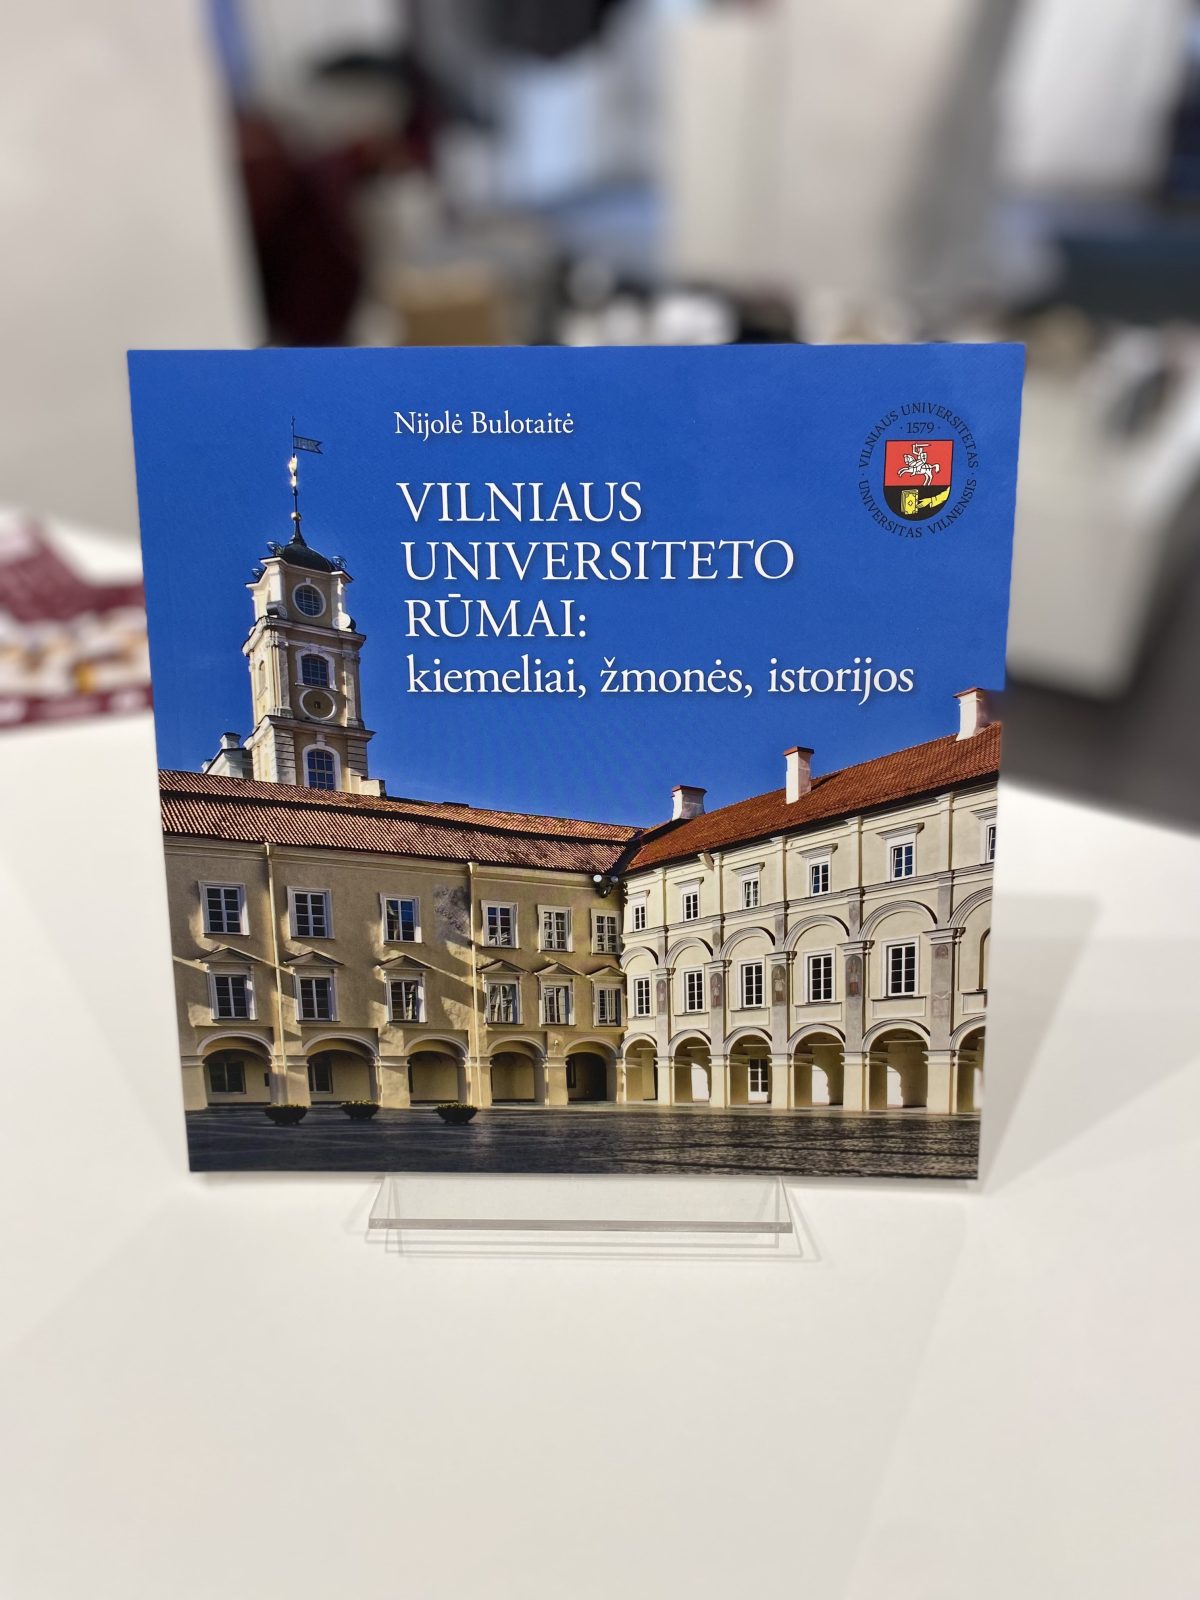 Nijolė Bulotaitė
VILNIAUS
UNIVERSITETO
RŪMAI:
kiemeliai, žmonės, istorijos
· VILNIAUS UNIVERSITETAS ·
· 1579 ·
UNIVERSITAS VILNENSIS